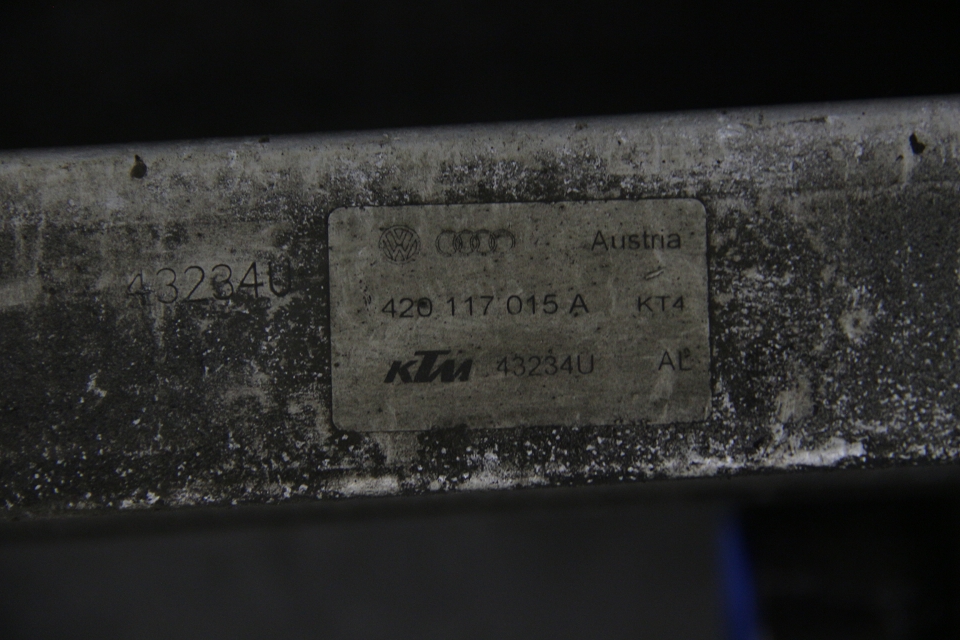 43234U
Austria
420 117 015 A KT4
KTM 43234U AL